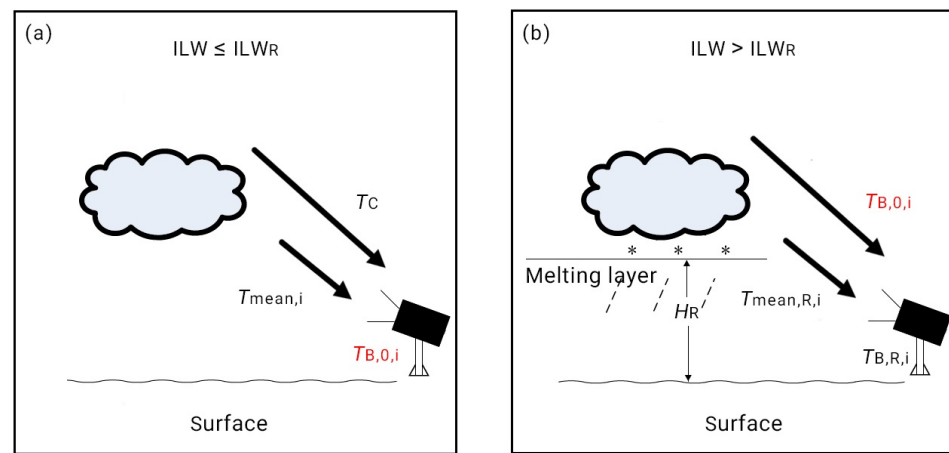 (a)
ILW ≤ ILWR
TC
Tmean,i
TB,0,i
Surface
(b)
ILW > ILWR
TB,0,i
* * *
Melting layer
HR
Tmean,R,i
TB,R,i
Surface